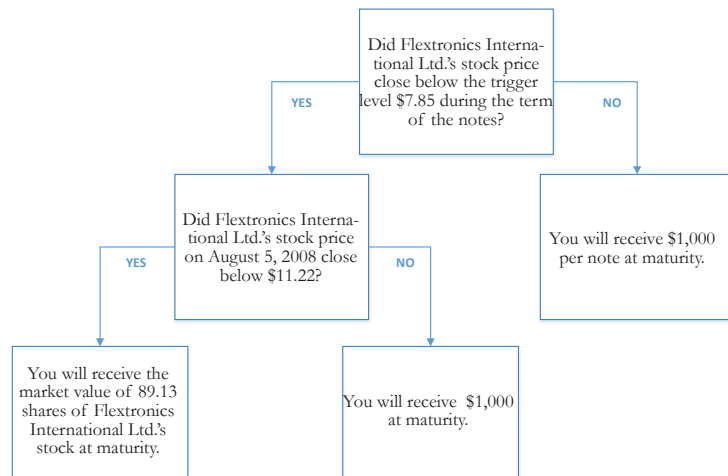 Did Flextronics Interna-
tional Ltd.'s stock price
close below the trigger
level $7.85 during the term
of the notes?
YES
NO
Did Flextronics Interna-
tional Ltd.'s stock price
on August 5, 2008 close
below $11.22?
You will receive $1,000
per note at maturity.
YES
NO
You will receive the
market value of 89.13
shares of Flextronics
International Ltd.'s
stock at maturity.
You will receive $1,000
at maturity.